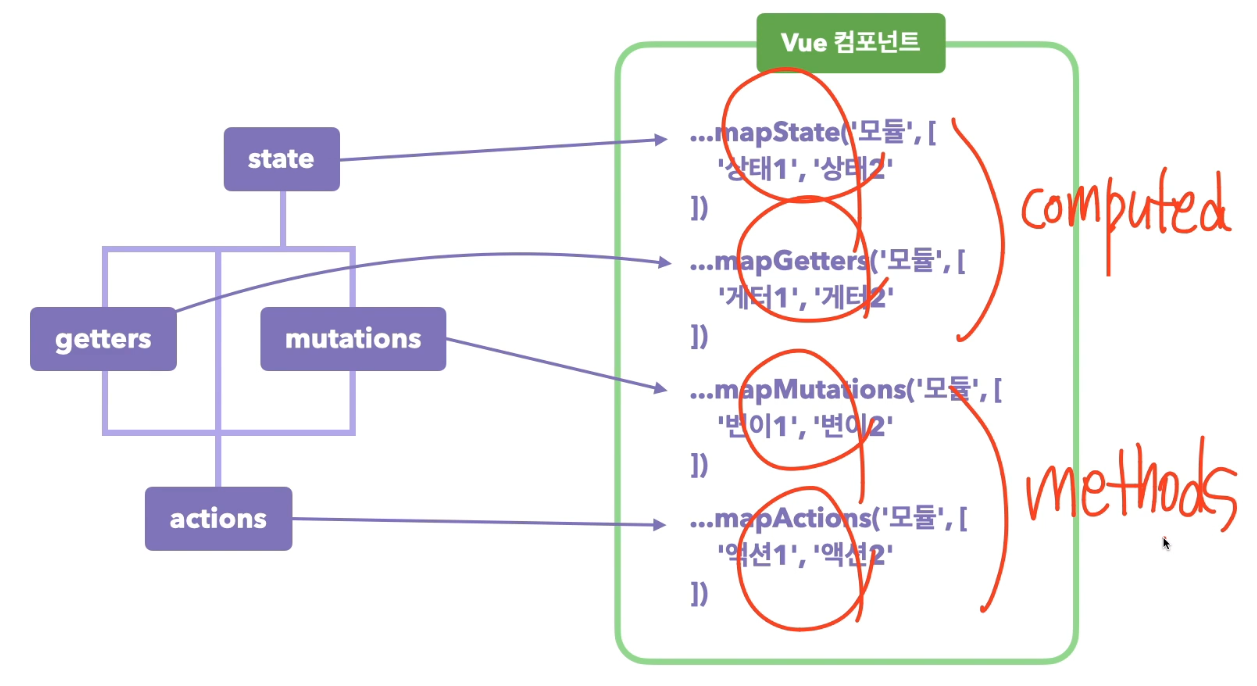 Vue 컴포넌트
state
getters
mutations
actions
...mapState('모듈', [
'상태1', '상태2'
])
...mapGetters('모듈', [
'게터1', '게터2'
])
...mapMutations('모듈', [
'변이1', '변이2'
])
...mapActions('모듈', [
'액션1', '액션2'
])
computed
methods